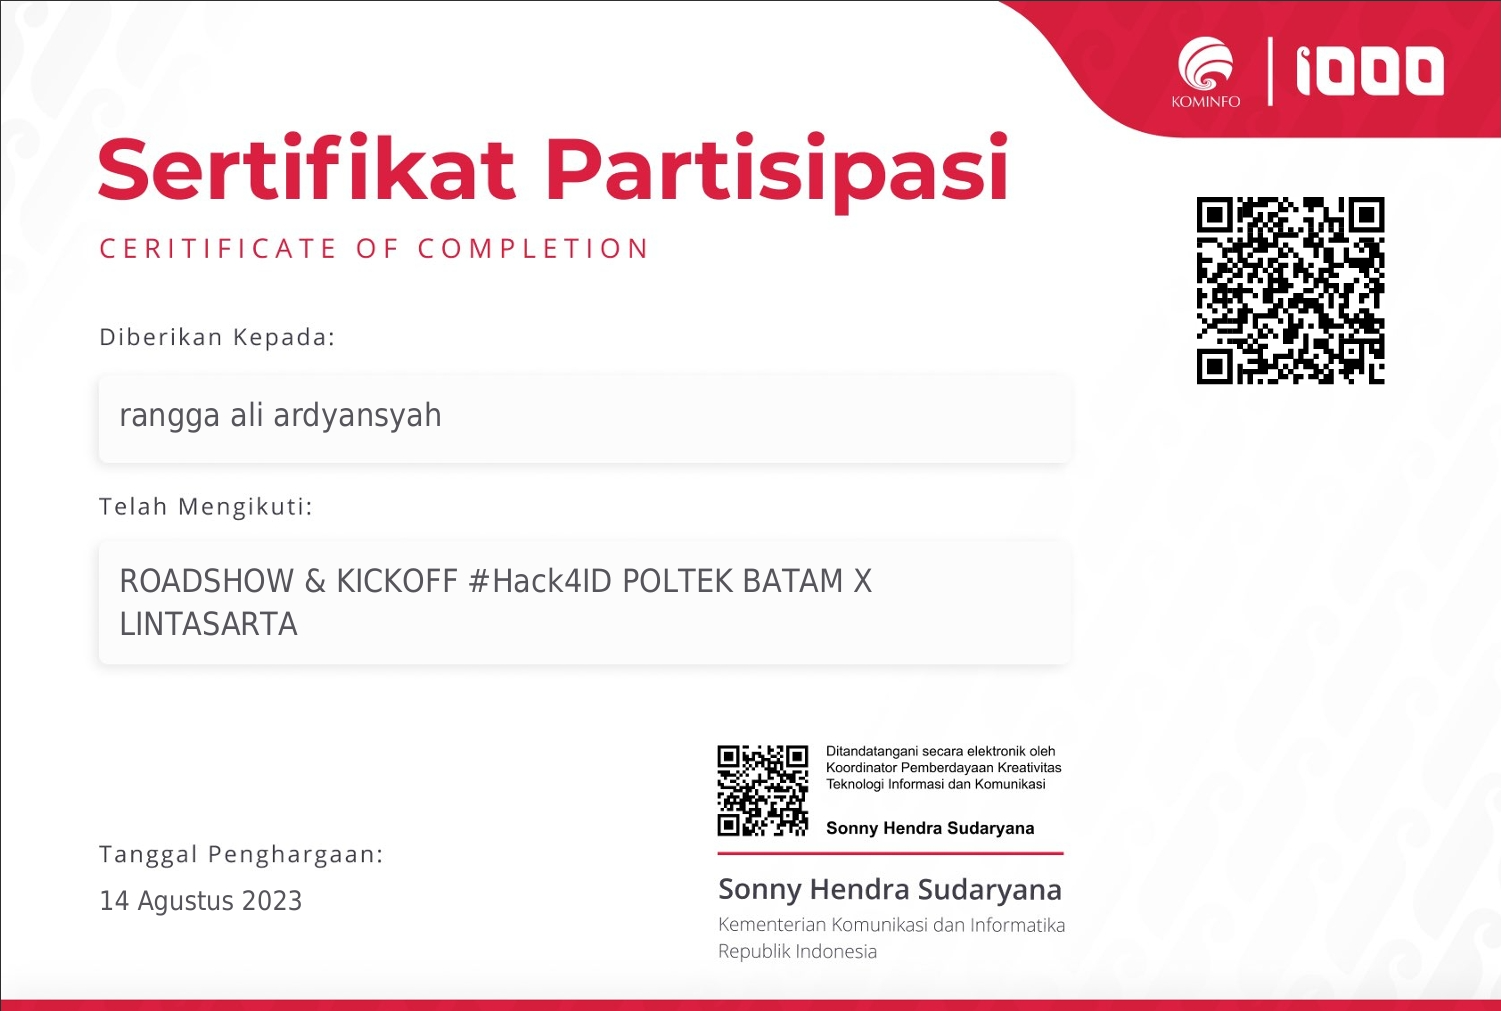 KOMINFO
1000
Sertifikat Partisipasi
CERITIFICATE OF COMPLETION
Diberikan Kepada:
rangga ali ardyansyah
Telah Mengikuti:
ROADSHOW & KICKOFF #Hack4ID POLTEK BATAM X
LINTASARTA
Ditandatangani secara elektronik oleh
Koordinator Pemberdayaan Kreativitas
Teknologi Informasi dan Komunikasi
Sonny Hendra Sudaryana
Tanggal Penghargaan:
14 Agustus 2023
Sonny Hendra Sudaryana
Kementerian Komunikasi dan Informatika
Republik Indonesia